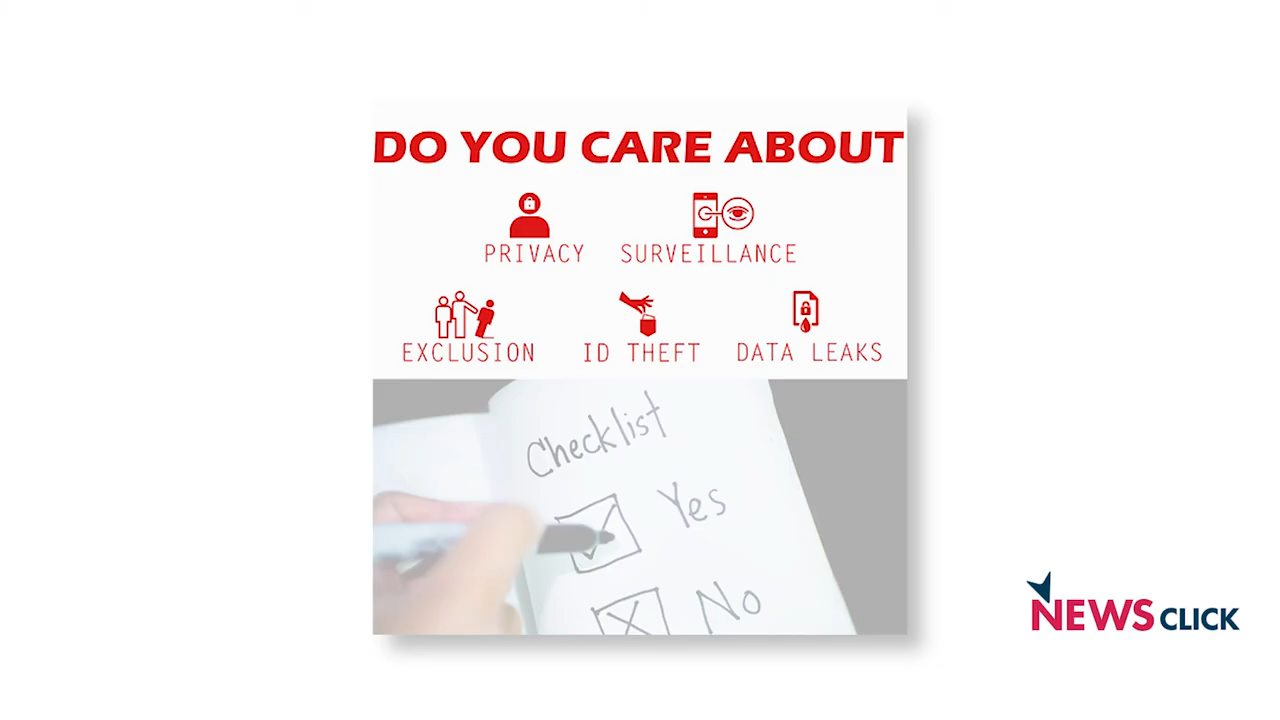 DO YOU CARE ABOUT
PRIVACY SURVEILLANCE
EXCLUSION ID THEFT DATA LEAKS
Checklist
Yes
No
NEWSCLICK